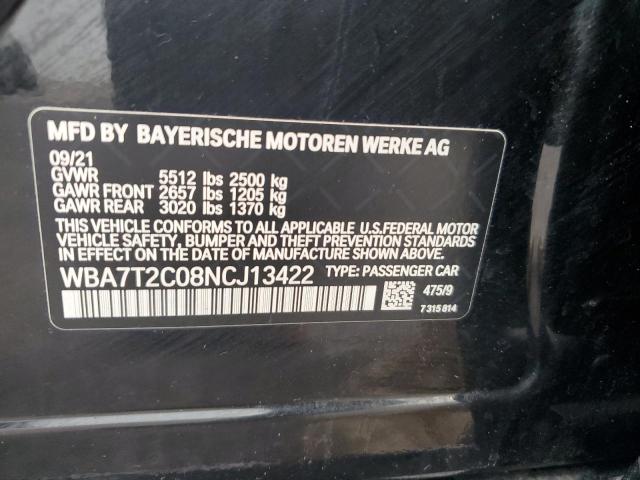 MFD BY BAYERISCHE MOTOREN WERKE AG
09/21
GVWR 5512 lbs 2500 kg
GAWR FRONT 2657 lbs 1205 kg
GAWR REAR 3020 lbs 1370 kg
THIS VEHICLE CONFORMS TO ALL APPLICABLE U.S.FEDERAL MOTOR
VEHICLE SAFETY, BUMPER AND THEFT PREVENTION STANDARDS IN
EFFECT ON THE DATE OF MANUFACTURE SHOWN ABOVE.
WBA7T2C08NCJ13422 TYPE: PASSENGER CAR
475/9
7315814